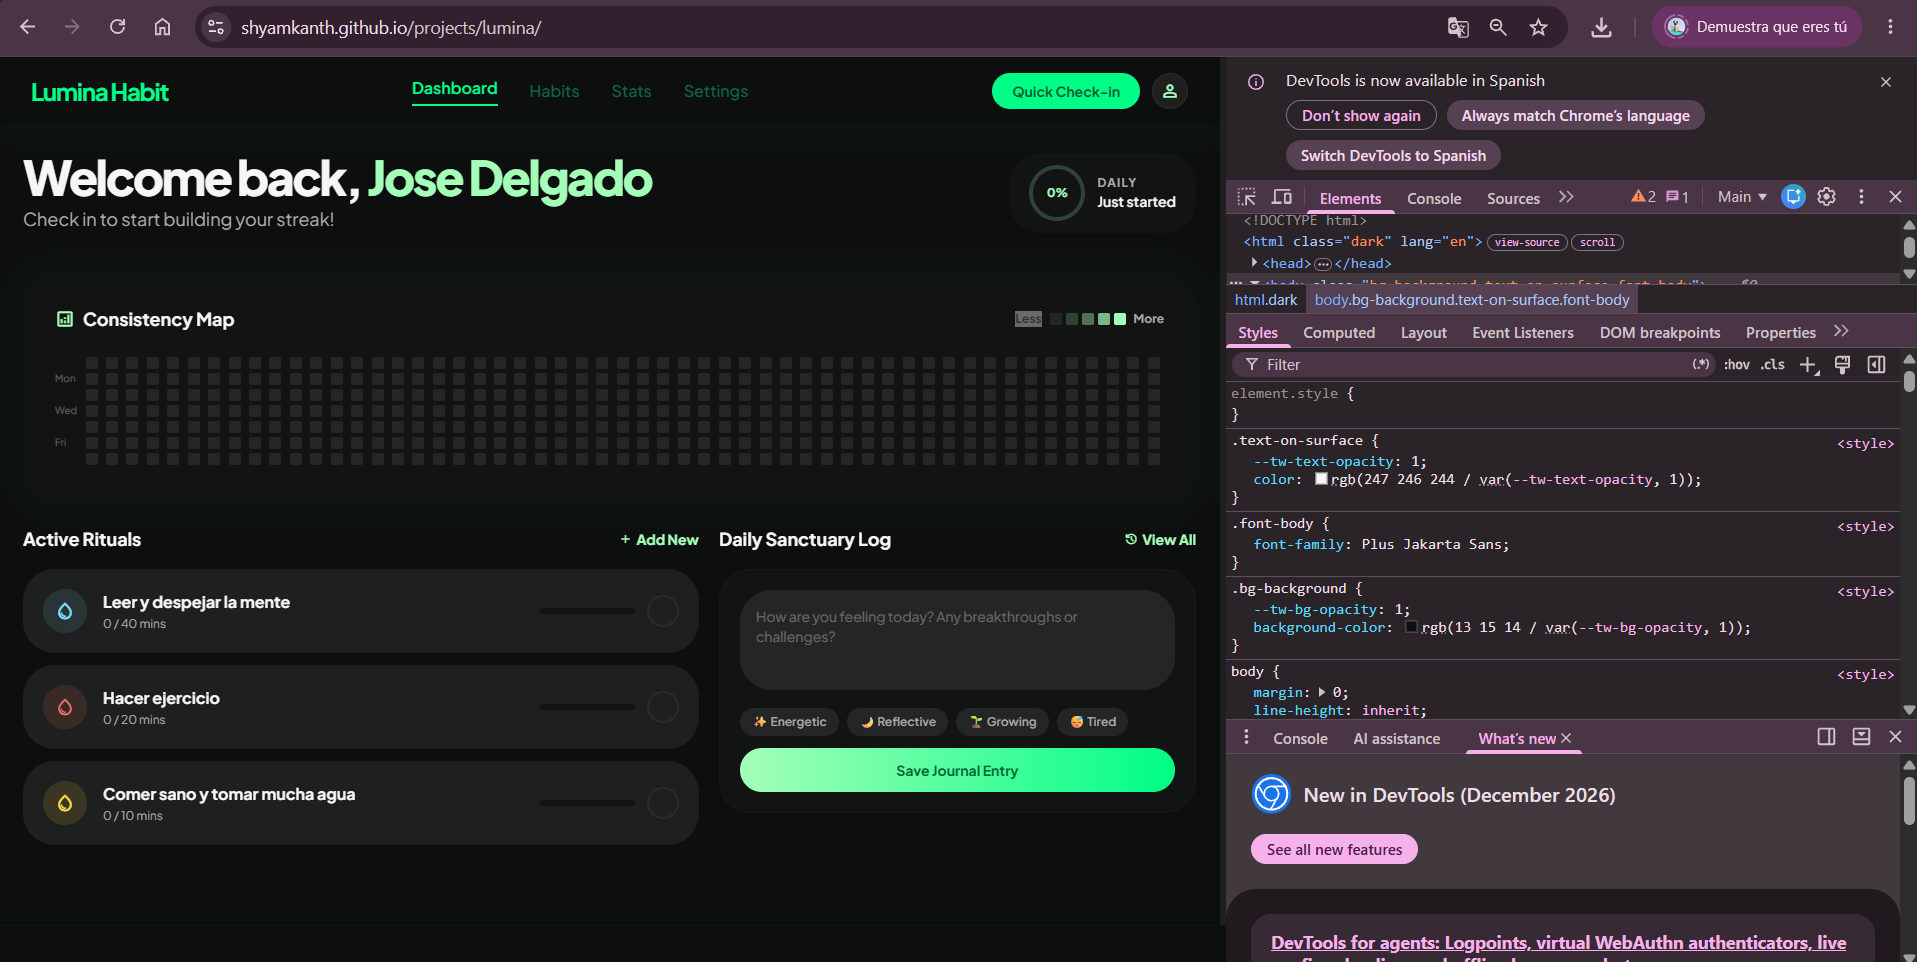 shyamkanth.github.io/projects/lumina/
Demuestra que eres tú
Lumina Habit
Dashboard
Habits
Stats
Settings
Quick Check-in
Welcome back, Jose Delgado
Check in to start building your streak!
0%
DAILY
Just started
Consistency Map
Less
More
Mon
Wed
Fri
Active Rituals
+ Add New
Leer y despejar la mente
0 / 40 mins
Hacer ejercicio
0 / 20 mins
Comer sano y tomar mucha agua
0 / 10 mins
Daily Sanctuary Log
View All
How are you feeling today? Any breakthroughs or
challenges?
✨ Energetic
🌙 Reflective
🌱 Growing
😴 Tired
Save Journal Entry
DevTools is now available in Spanish
Don't show again
Always match Chrome's language
Switch DevTools to Spanish
Elements
Console
Sources
2
1
Main
<!DOCTYPE html>
<html class="dark" lang="en"> view-source scroll
<head> ··· </head>
<body class="bg-background text-on-surface font-body"> == $0
html.dark
body.bg-background.text-on-surface.font-body
Styles
Computed
Layout
Event Listeners
DOM breakpoints
Properties
Filter
(.*)
:hov
.cls
element.style {
}
.text-on-surface { <style>
--tw-text-opacity: 1;
color: rgb(247 246 244 / var(--tw-text-opacity, 1));
}
.font-body { <style>
font-family: Plus Jakarta Sans;
}
.bg-background { <style>
--tw-bg-opacity: 1;
background-color: rgb(13 15 14 / var(--tw-bg-opacity, 1));
}
body { <style>
margin: 0;
line-height: inherit;
Console
AI assistance
What's new
New in DevTools (December 2026)
See all new features
DevTools for agents: Logpoints, virtual WebAuthn authenticators, live